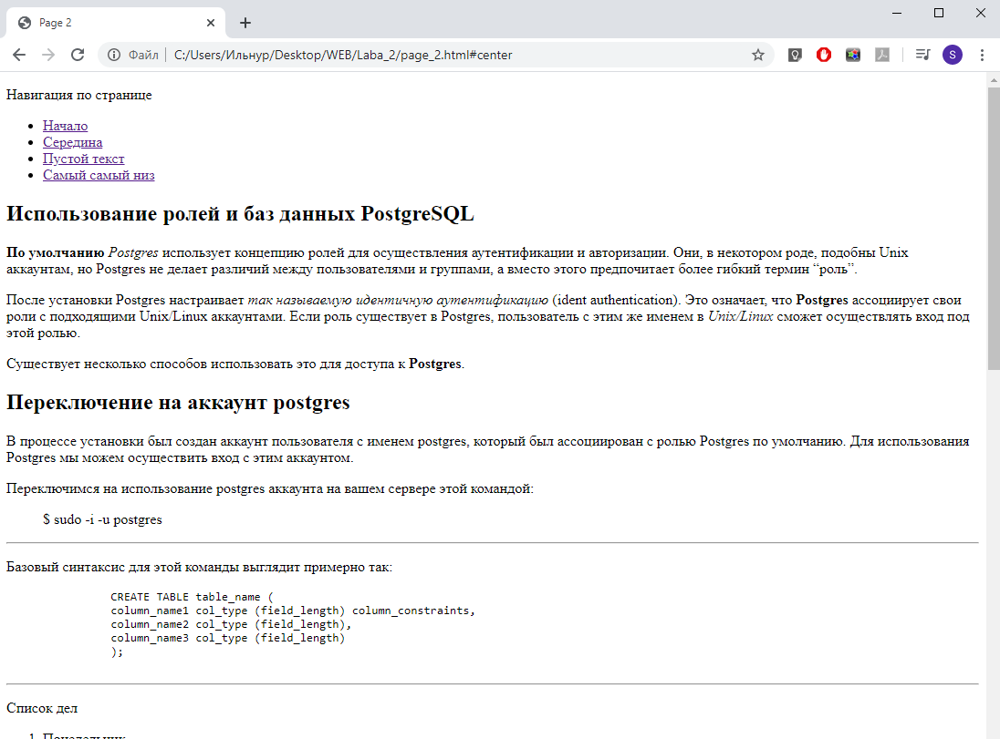 Page 2
Файл
C:/Users/Ильнур/Desktop/WEB/Laba_2/page_2.html#center
S
Навигация по странице
Начало
Середина
Пустой текст
Самый самый низ
Использование ролей и баз данных PostgreSQL
По умолчанию Postgres использует концепцию ролей для осуществления аутентификации и авторизации. Они, в некотором роде, подобны Unix
аккаунтам, но Postgres не делает различий между пользователями и группами, а вместо этого предпочитает более гибкий термин “роль”.
После установки Postgres настраивает так называемую идентичную аутентификацию (ident authentication). Это означает, что Postgres ассоциирует свои
роли с подходящими Unix/Linux аккаунтами. Если роль существует в Postgres, пользователь с этим же именем в Unix/Linux сможет осуществлять вход под
этой ролью.
Существует несколько способов использовать это для доступа к Postgres.
Переключение на аккаунт postgres
В процессе установки был создан аккаунт пользователя с именем postgres, который был ассоциирован с ролью Postgres по умолчанию. Для использования
Postgres мы можем осуществить вход с этим аккаунтом.
Переключимся на использование postgres аккаунта на вашем сервере этой командой:
$ sudo -i -u postgres
Базовый синтаксис для этой команды выглядит примерно так:
CREATE TABLE table_name (
column_name1 col_type (field_length) column_constraints,
column_name2 col_type (field_length),
column_name3 col_type (field_length)
);
Список дел
1. Понедельник